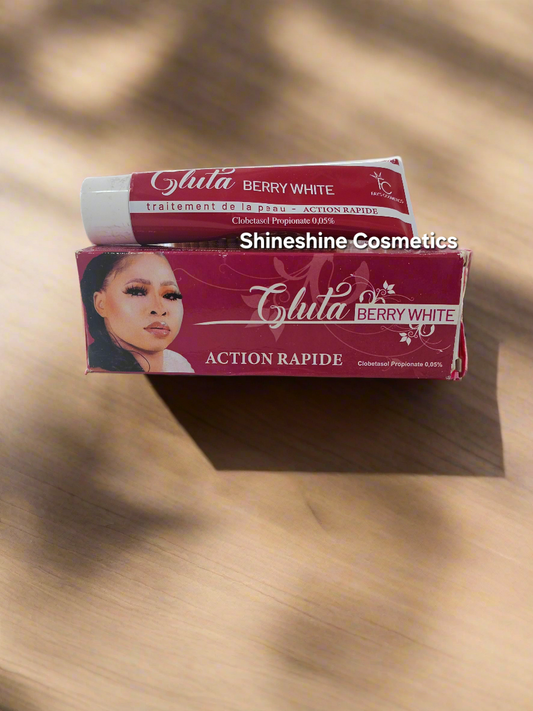 Gluta BERRY WHITE
traitement de la peau - ACTION RAPIDE
Clobetasol Propionate 0,05%
Shineshine Cosmetics
Gluta BERRY WHITE
ACTION RAPIDE
Clobetasol Propionate 0,05%